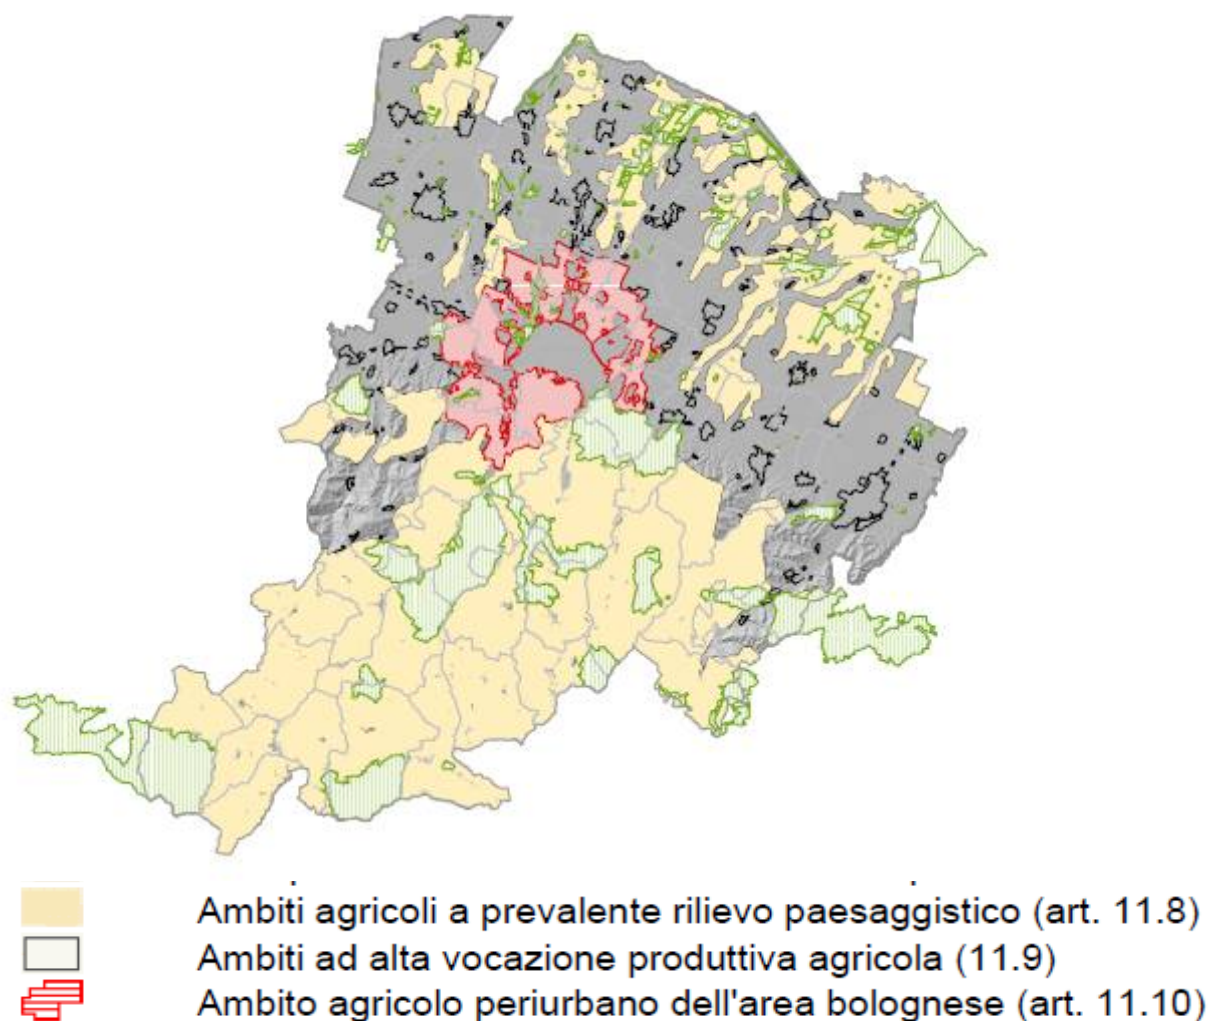 Ambiti agricoli a prevalente rilievo paesaggistico (art. 11.8)
Ambiti ad alta vocazione produttiva agricola (11.9)
Ambito agricolo periurbano dell'area bolognese (art. 11.10)